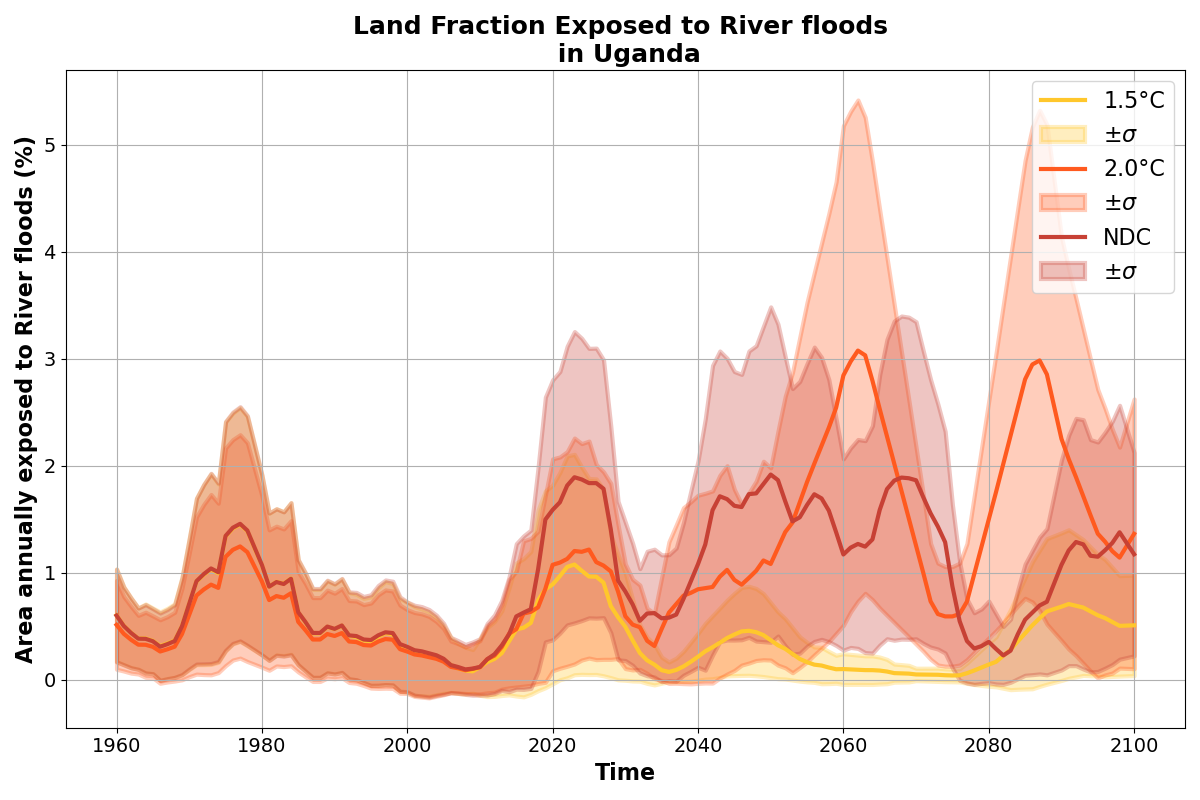 Land Fraction Exposed to River floods
in Uganda
Area annually exposed to River floods (%)
5
4
3
2
1
0
1960 1980 2000 2020 2040 2060 2080 2100
Time
1.5°C
±σ
2.0°C
±σ
NDC
±σ